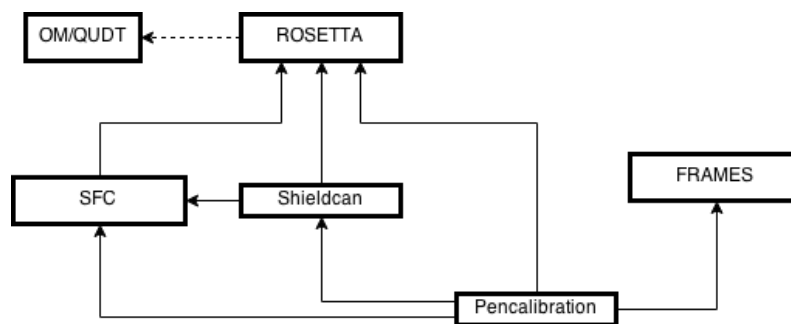 OM/QUDT
ROSETTA
SFC
Shieldcan
FRAMES
Pencalibration